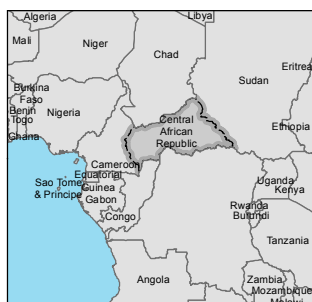 Algeria
Libya
Mali
Niger
Chad
Sudan
Eritrea
Burkina
Faso
Nigeria
Benin
Togo
Ghana
Central
African
Republic
Ethiopia
Cameroon
Equatorial
Guinea
Sao Tome
& Principe
Gabon
Congo
Uganda
Kenya
Rwanda
Burundi
Tanzania
Angola
Zambia
Mozambique
Malawi